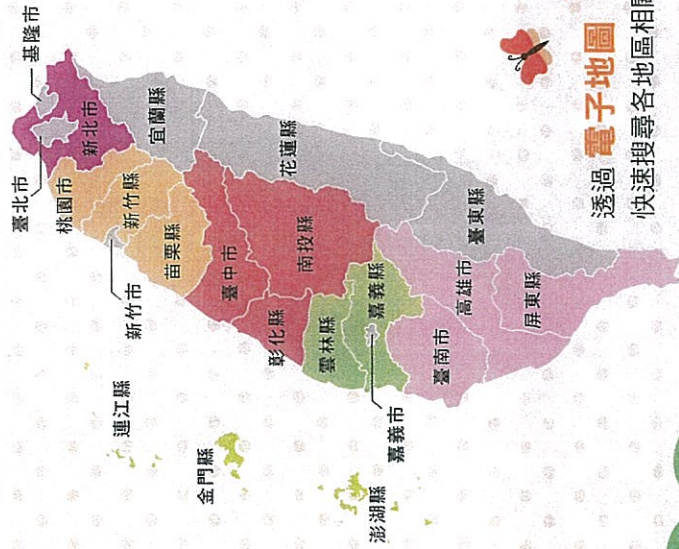 基隆市
臺北市
新北市
桃園市
宜蘭縣
新竹縣
新竹市
苗栗縣
臺中市
花蓮縣
南投縣
彰化縣
雲林縣
嘉義縣
嘉義市
臺南市
高雄市
臺東縣
屏東縣
連江縣
金門縣
澎湖縣
透過 電子地圖
快速搜尋各地區相關